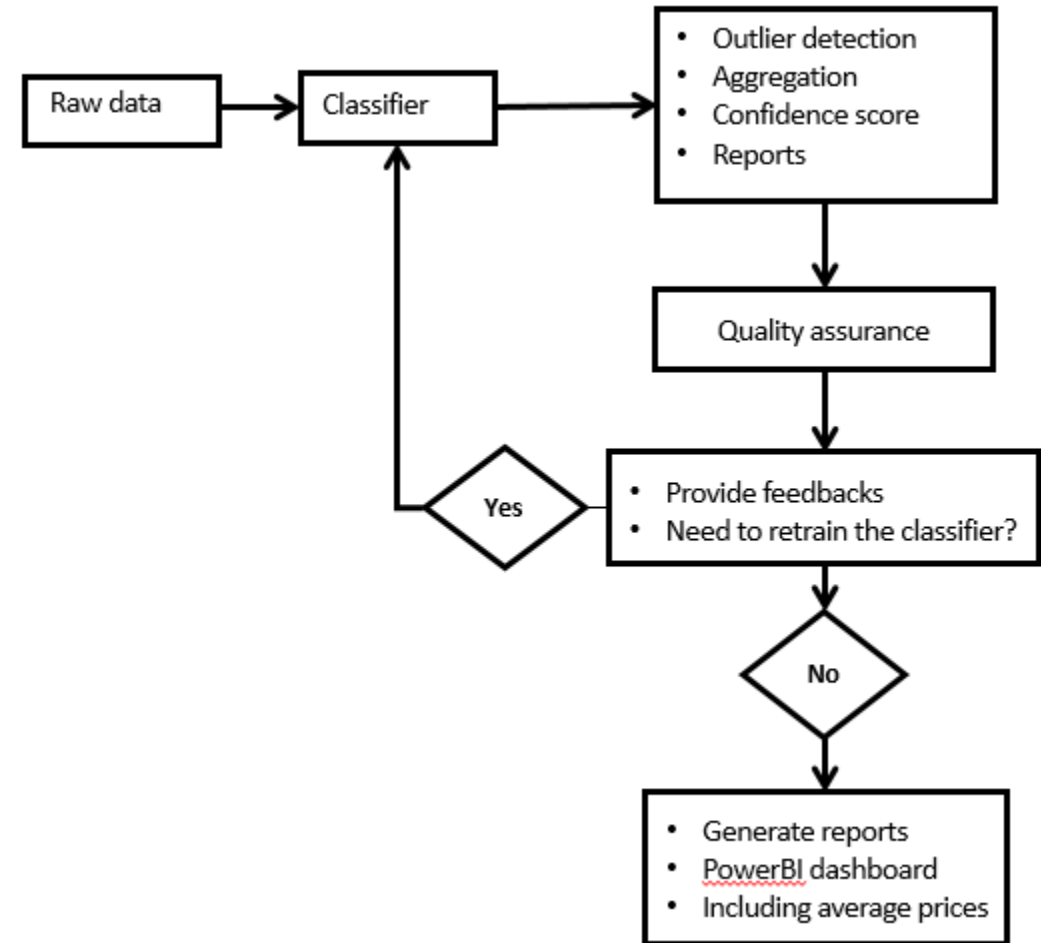 Raw data
Classifier
• Outlier detection
• Aggregation
• Confidence score
• Reports
Quality assurance
• Provide feedbacks
• Need to retrain the classifier?
Yes
No
• Generate reports
• PowerBI dashboard
• Including average prices